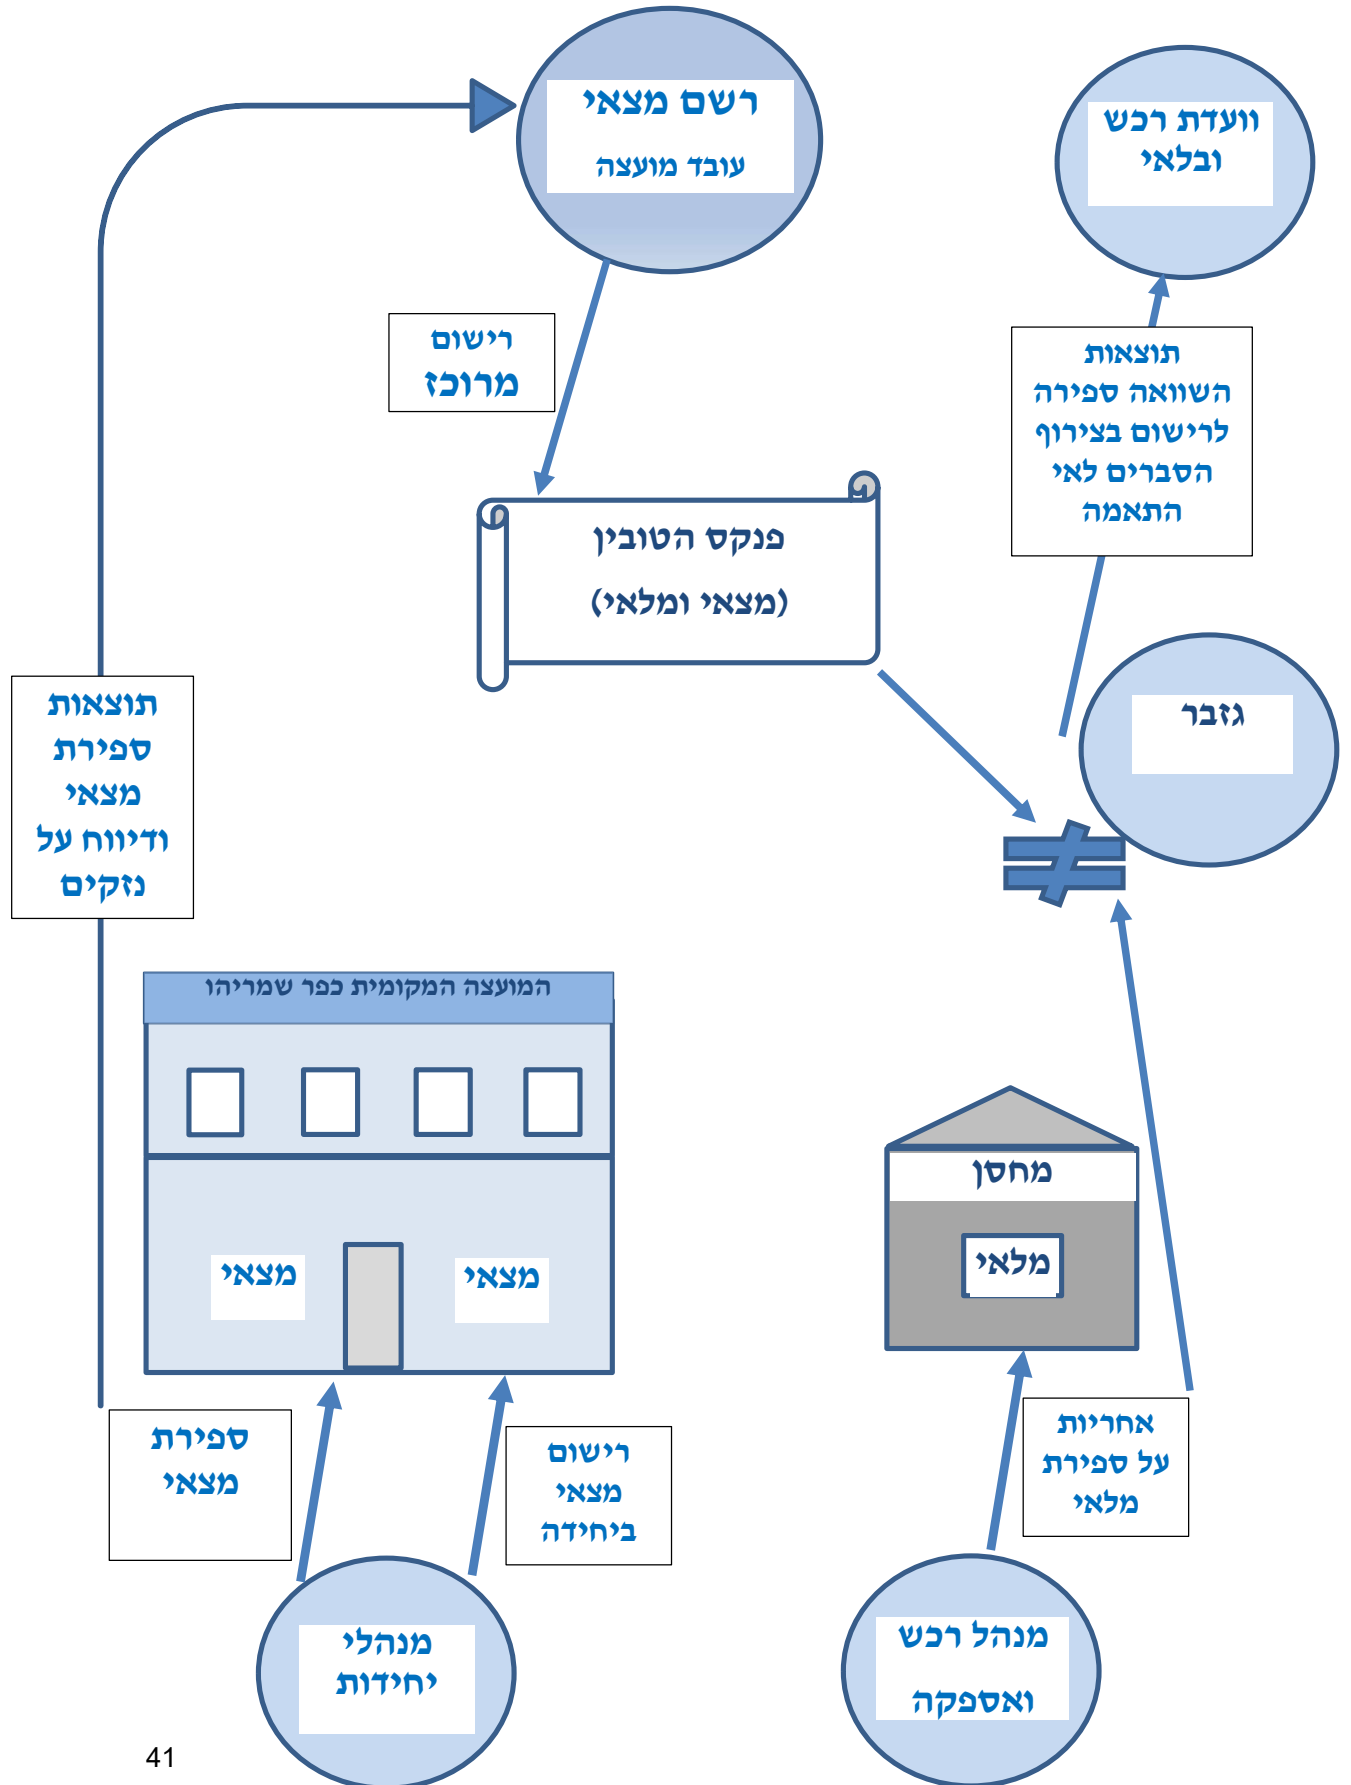 רשם מצאי
עובד מועצה
וועדת רכש
ובלאי
רישום
מרוכז
תוצאות
השוואה ספירה
לרישום בצירוף
הסברים לאי
התאמה
פנקס הטובין
(מצאי ומלאי)
גזבר
תוצאות
ספירת
מצאי
ודיווח על
נזקים
המועצה המקומית כפר שמריהו
מצאי
מצאי
מחסן
מלאי
ספירת
מצאי
רישום
מצאי
ביחידה
אחריות
על ספירת
מלאי
מנהלי
יחידות
מנהל רכש
ואספקה
41